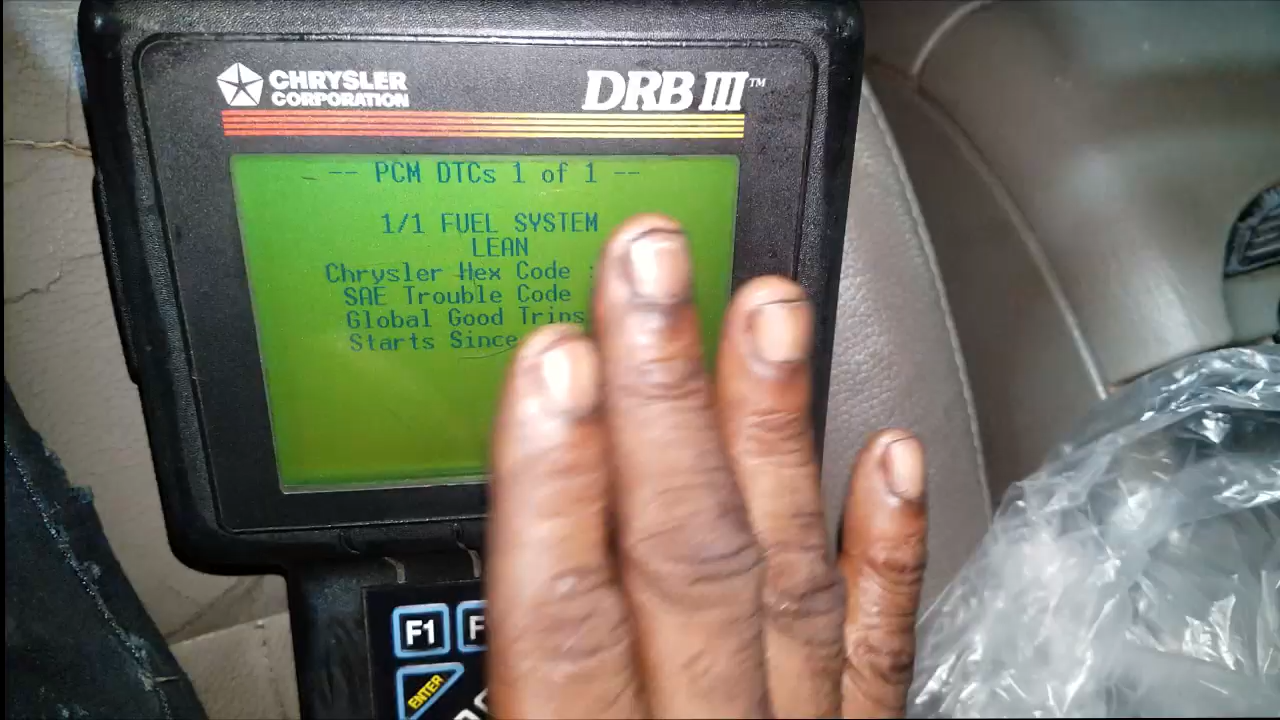 CHRYSLER
CORPORATION
DRB III™
-- PCM DTCs 1 of 1 --
1/1 FUEL SYSTEM
LEAN
Chrysler Hex Code :
SAE Trouble Code
Global Good Trips
Starts Since
F1
F
ENTER